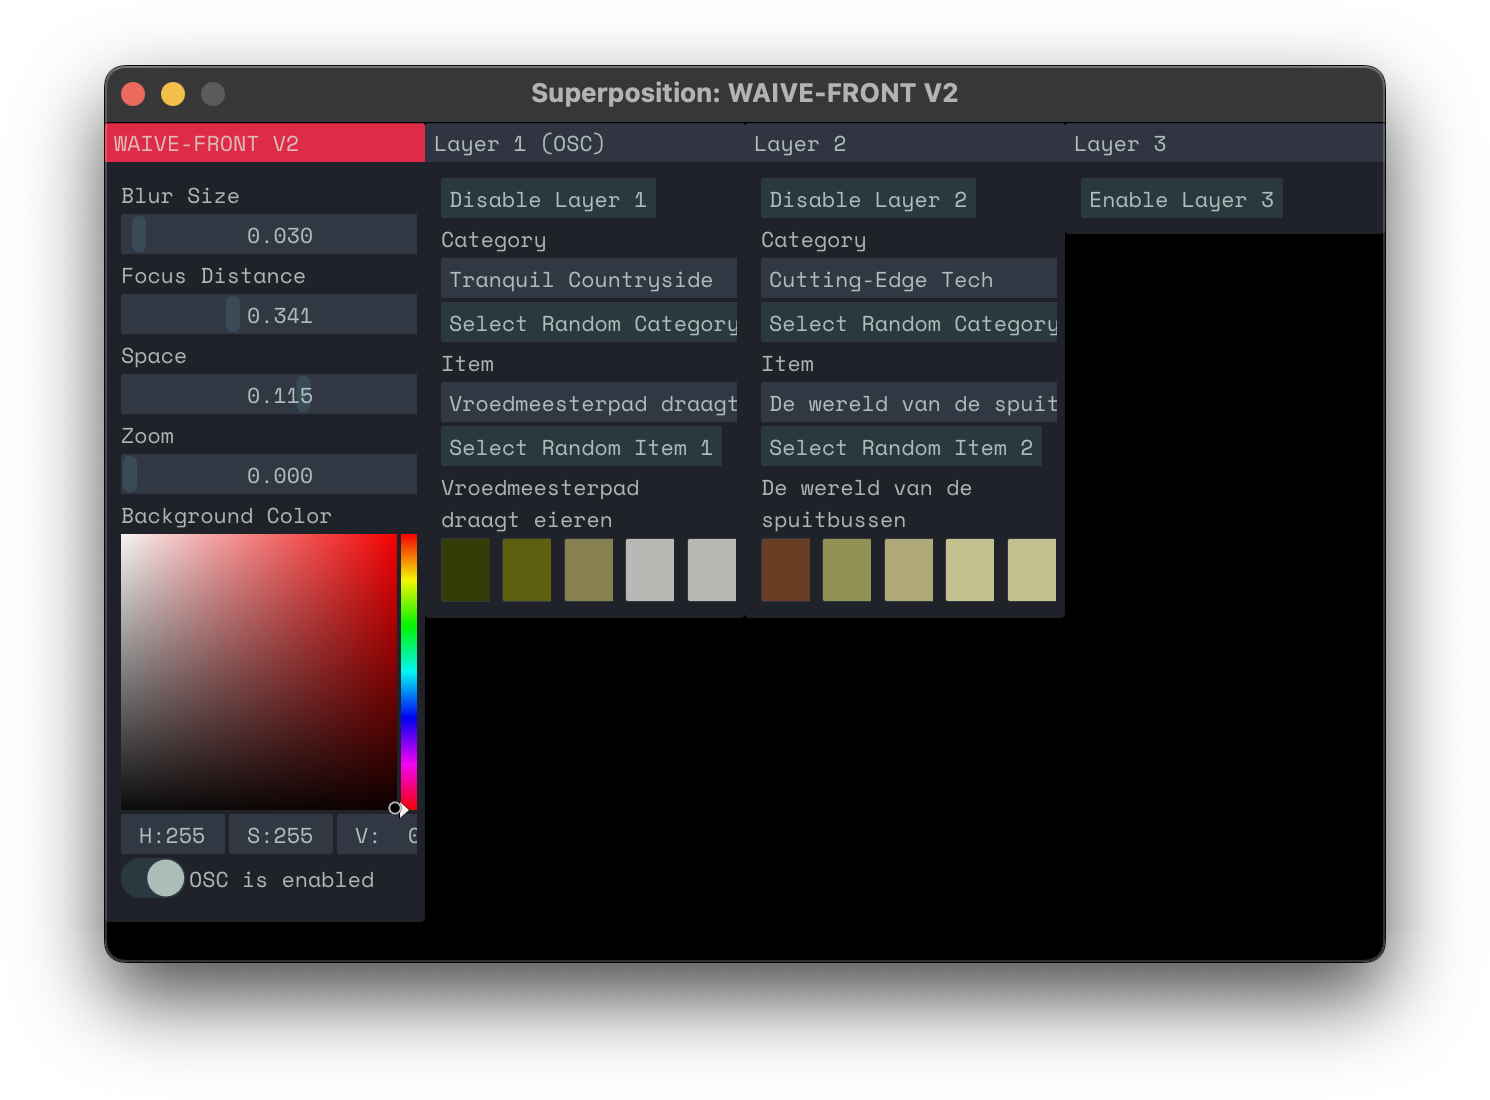 Superposition: WAIVE-FRONT V2
WAIVE-FRONT V2
Blur Size
0.030
Focus Distance
0.341
Space
0.115
Zoom
0.000
Background Color
H:255 S:255 V: 0
OSC is enabled
Layer 1 (OSC)
Disable Layer 1
Category
Tranquil Countryside
Select Random Category
Item
Vroedmeesterpad draagt
Select Random Item 1
Vroedmeesterpad
draagt eieren
Layer 2
Disable Layer 2
Category
Cutting-Edge Tech
Select Random Category
Item
De wereld van de spuit
Select Random Item 2
De wereld van de
spuitbussen
Layer 3
Enable Layer 3